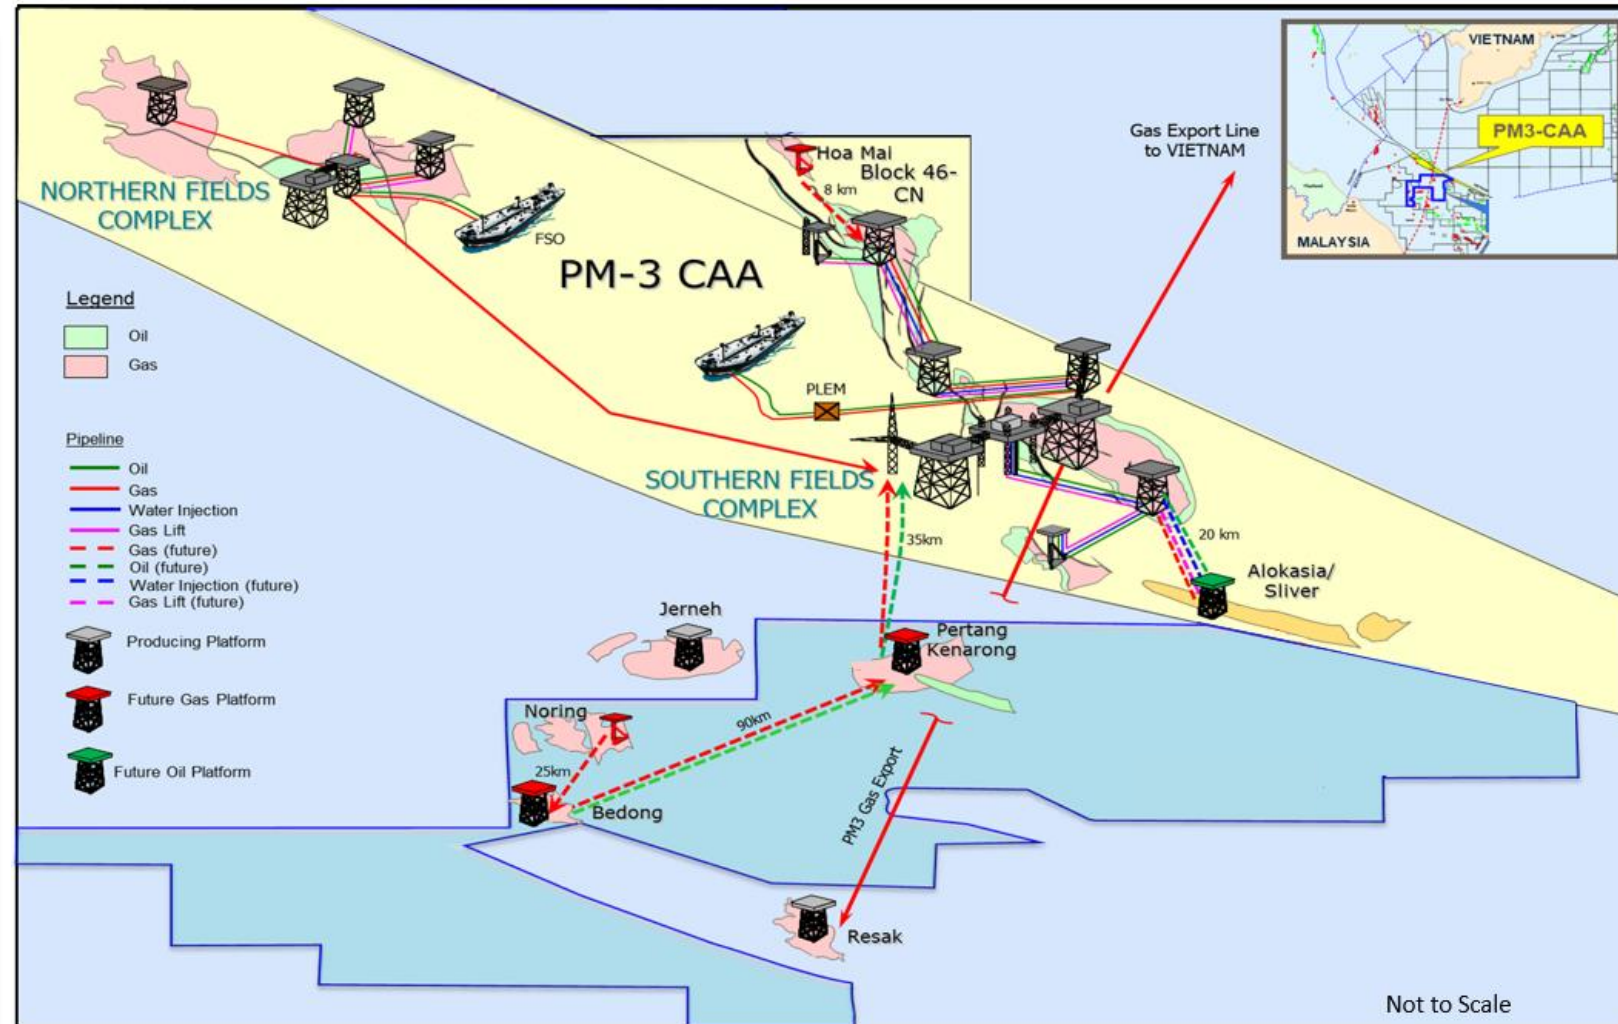 VIETNAM
PM3-CAA
MALAYSIA
Gas Export Line
to VIETNAM
Hoa Mai
Block 46-
CN
8 km
NORTHERN FIELDS
COMPLEX
FSO
PM-3 CAA
Legend
Oil
Gas
PLEM
Pipeline
Oil
Gas
Water Injection
Gas Lift
Gas (future)
Oil (future)
Water Injection (future)
Gas Lift (future)
Producing Platform
Future Gas Platform
Future Oil Platform
SOUTHERN FIELDS
COMPLEX
35km
20 km
Alokasia/
Sliver
Jerneh
Pertang
Kenarong
Noring
90km
25km
Bedong
PM3 Gas Export
Resak
Not to Scale